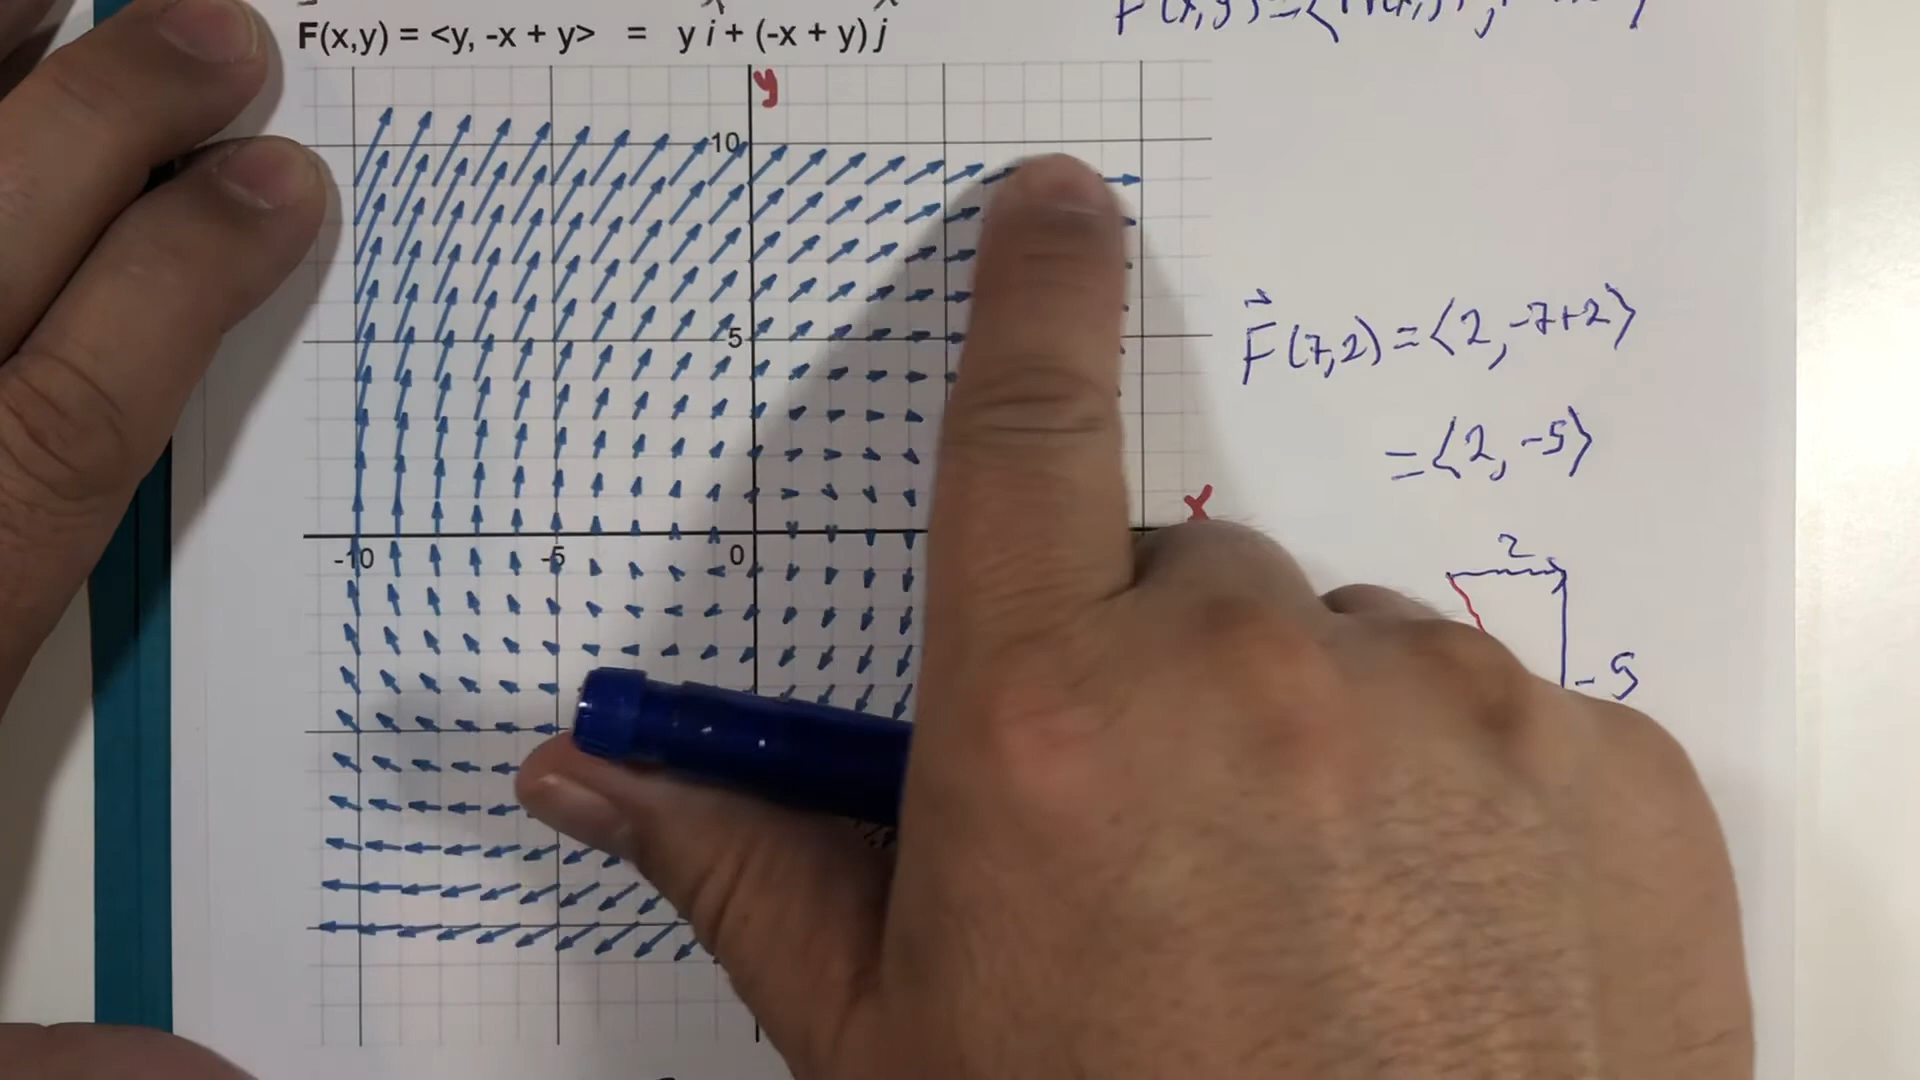 F(x,y) = <y, -x + y> = y i + (-x + y) j
y
10
5
x
-10
-5
0
F(7,2) = ⟨2, -7+2⟩
= ⟨2, -5⟩
2
-5